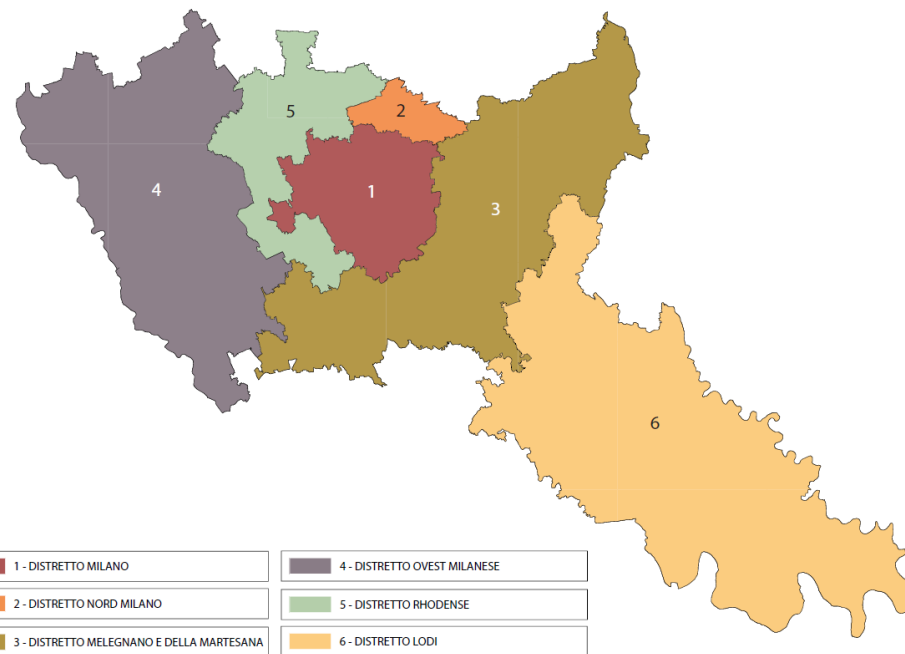 5
2
4
1
3
6
1 - DISTRETTO MILANO
4 - DISTRETTO OVEST MILANESE
2 - DISTRETTO NORD MILANO
5 - DISTRETTO RHODENSE
3 - DISTRETTO MELEGNANO E DELLA MARTESANA
6 - DISTRETTO LODI